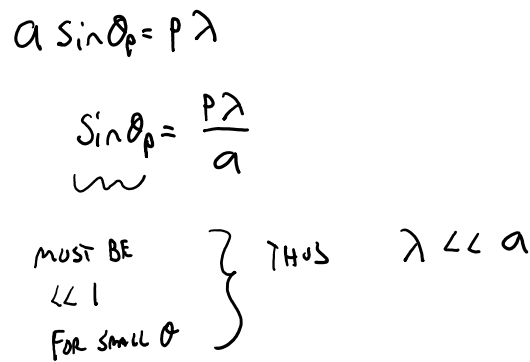 a sinθₚ = pλ
sinθₚ = pλ/a
MUST BE
<< 1
FOR SMALL θ
} THUS λ << a